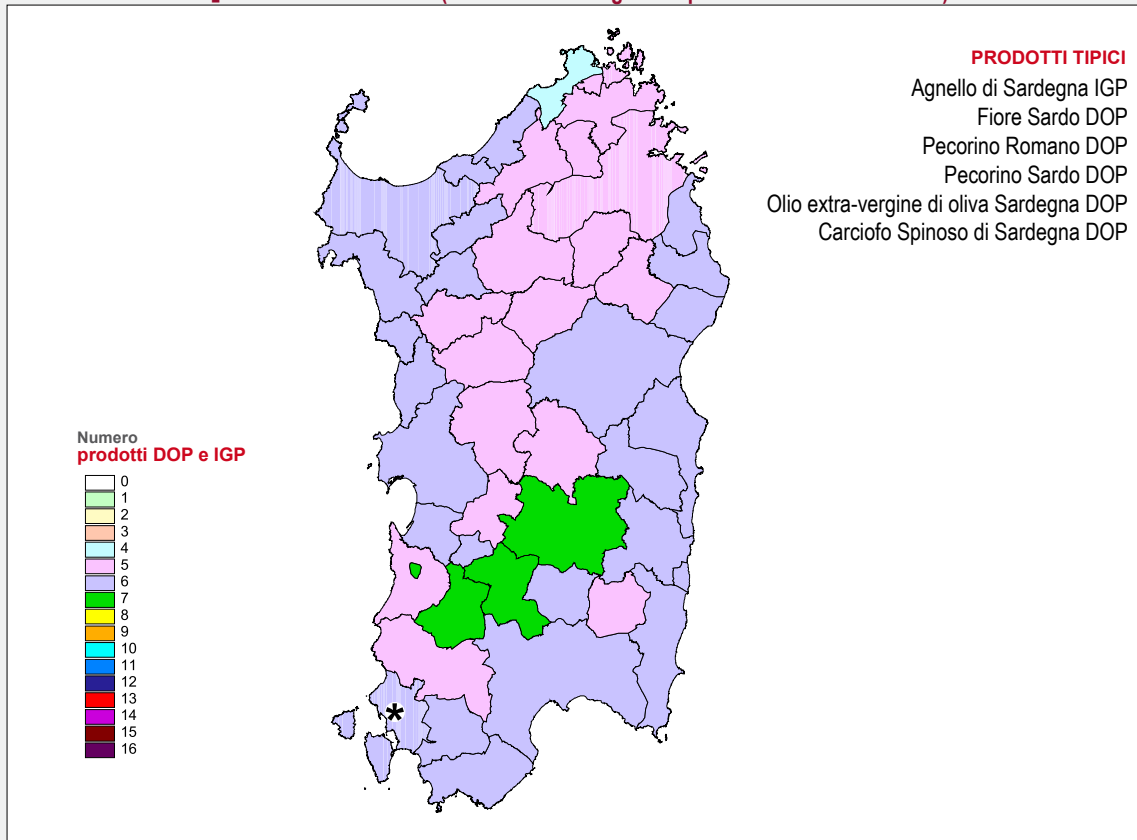 PRODOTTI TIPICI
Agnello di Sardegna IGP
Fiore Sardo DOP
Pecorino Romano DOP
Pecorino Sardo DOP
Olio extra-vergine di oliva Sardegna DOP
Carciofo Spinoso di Sardegna DOP
Numero
prodotti DOP e IGP
0
1
2
3
4
5
6
7
8
9
10
11
12
13
14
15
16
*